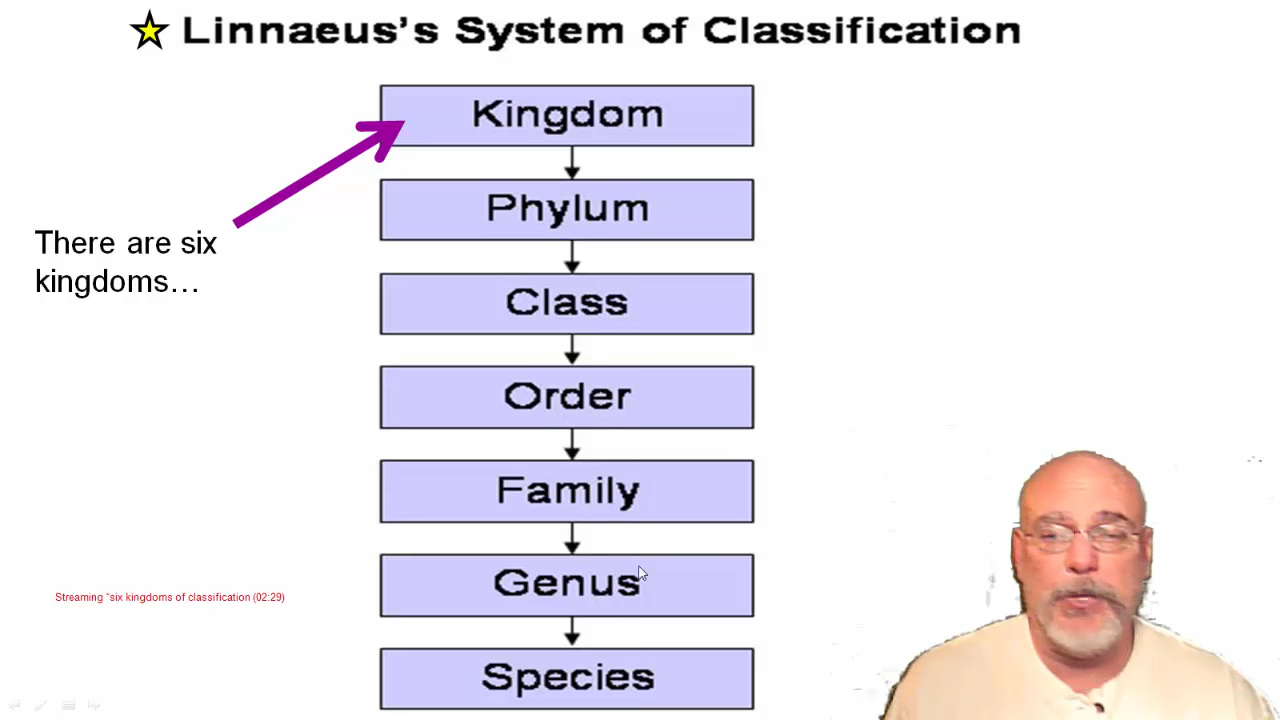 Linnaeus's System of Classification
Kingdom
Phylum
There are six
kingdoms…
Class
Order
Family
Genus
Streaming "six kingdoms of classification (02:29)
Species